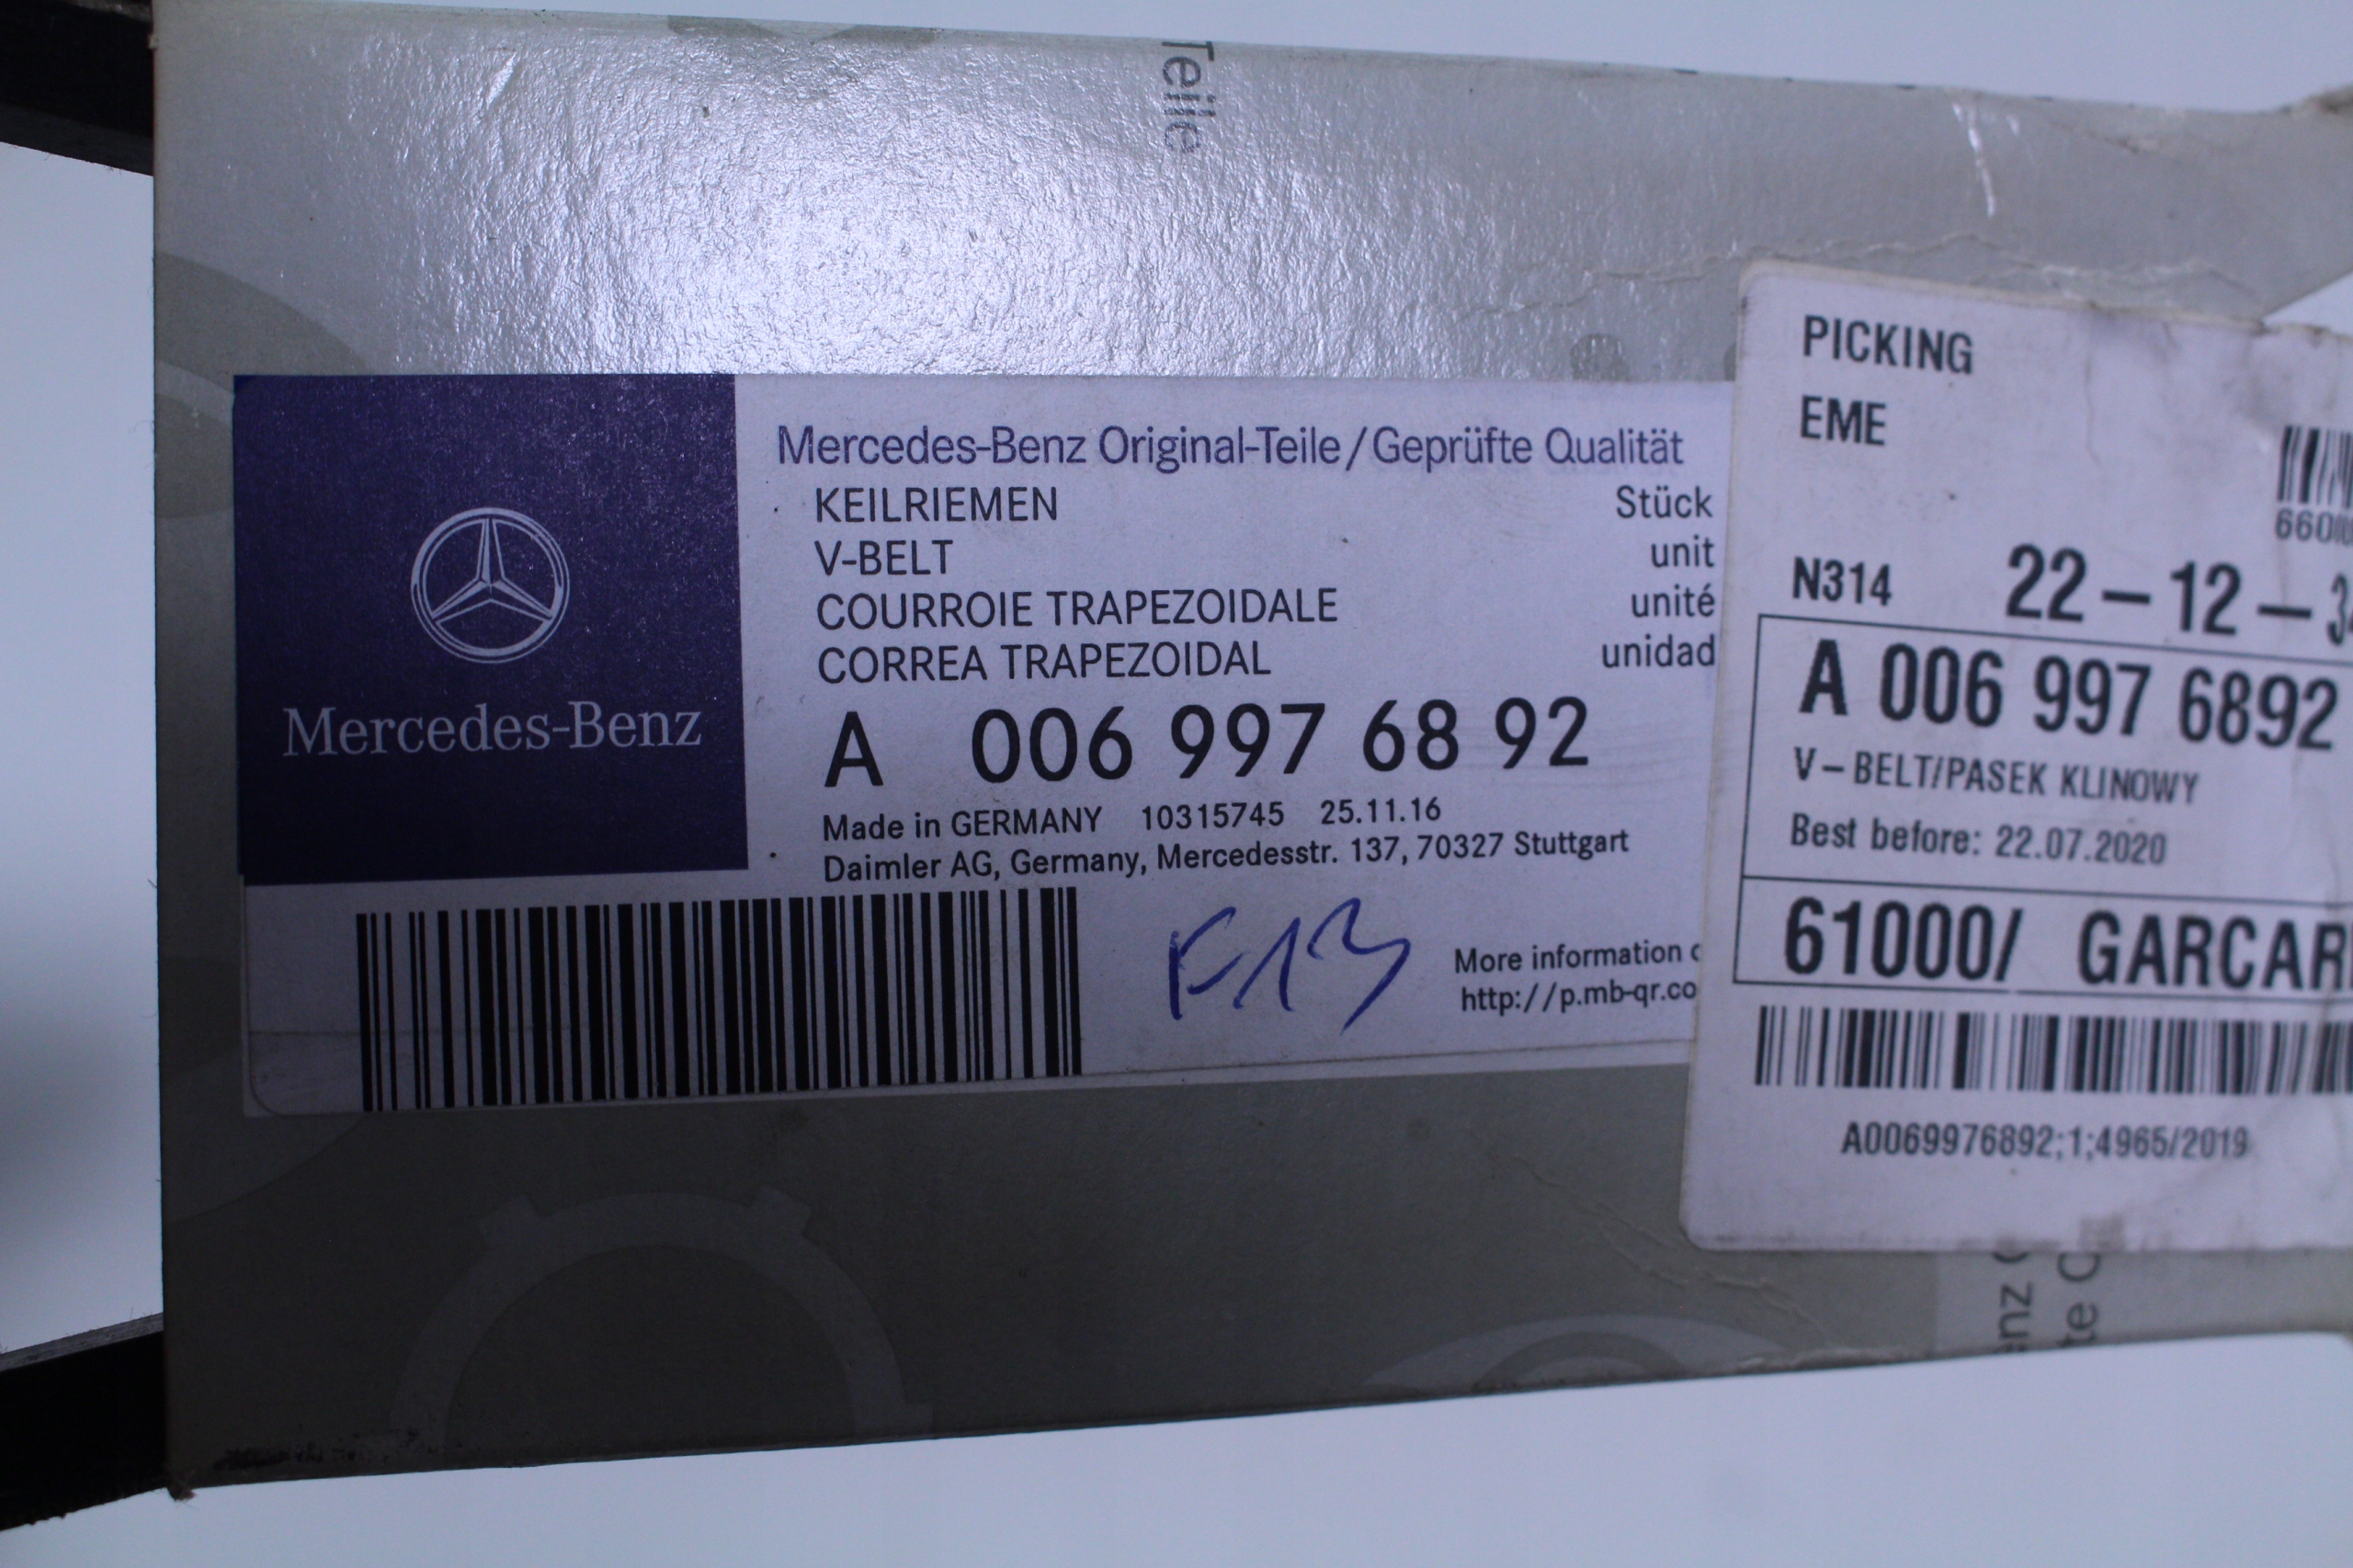 Teile
Mercedes-Benz
Mercedes-Benz Original-Teile/Geprüfte Qualität
KEILRIEMEN Stück
V-BELT unit
COURROIE TRAPEZOIDALE unité
CORREA TRAPEZOIDAL unidad
A 006 997 68 92
Made in GERMANY 10315745 25.11.16
Daimler AG, Germany, Mercedesstr. 137, 70327 Stuttgart
F13
More information
http://p.mb-qr.co
PICKING
EME
N314 22-12-
A 006 997 6892
V-BELT/PASEK KLINOWY
Best before: 22.07.2020
61000/ GARCAR
A0069976892;1;4965/2019
enz
te